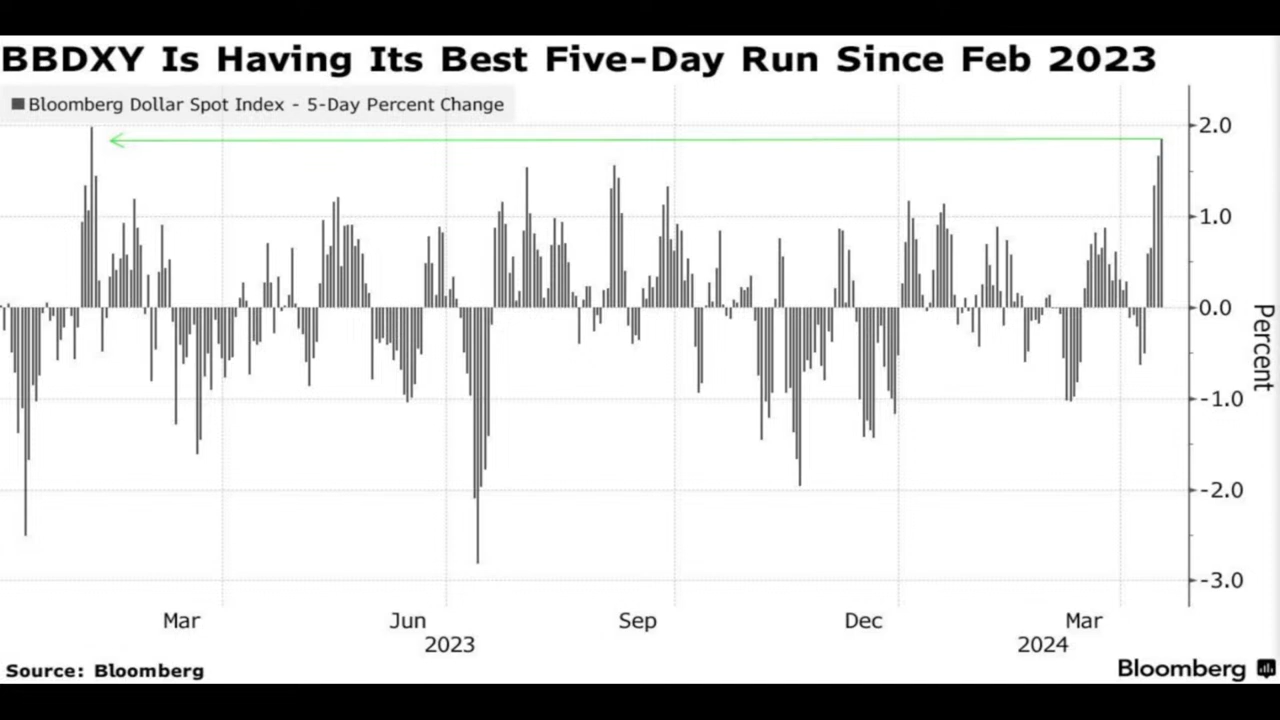 BBDXY Is Having Its Best Five-Day Run Since Feb 2023
Bloomberg Dollar Spot Index - 5-Day Percent Change
2.0
1.0
0.0
-1.0
-2.0
-3.0
Percent
Mar Jun Sep Dec Mar
2023 2024
Source: Bloomberg
Bloomberg